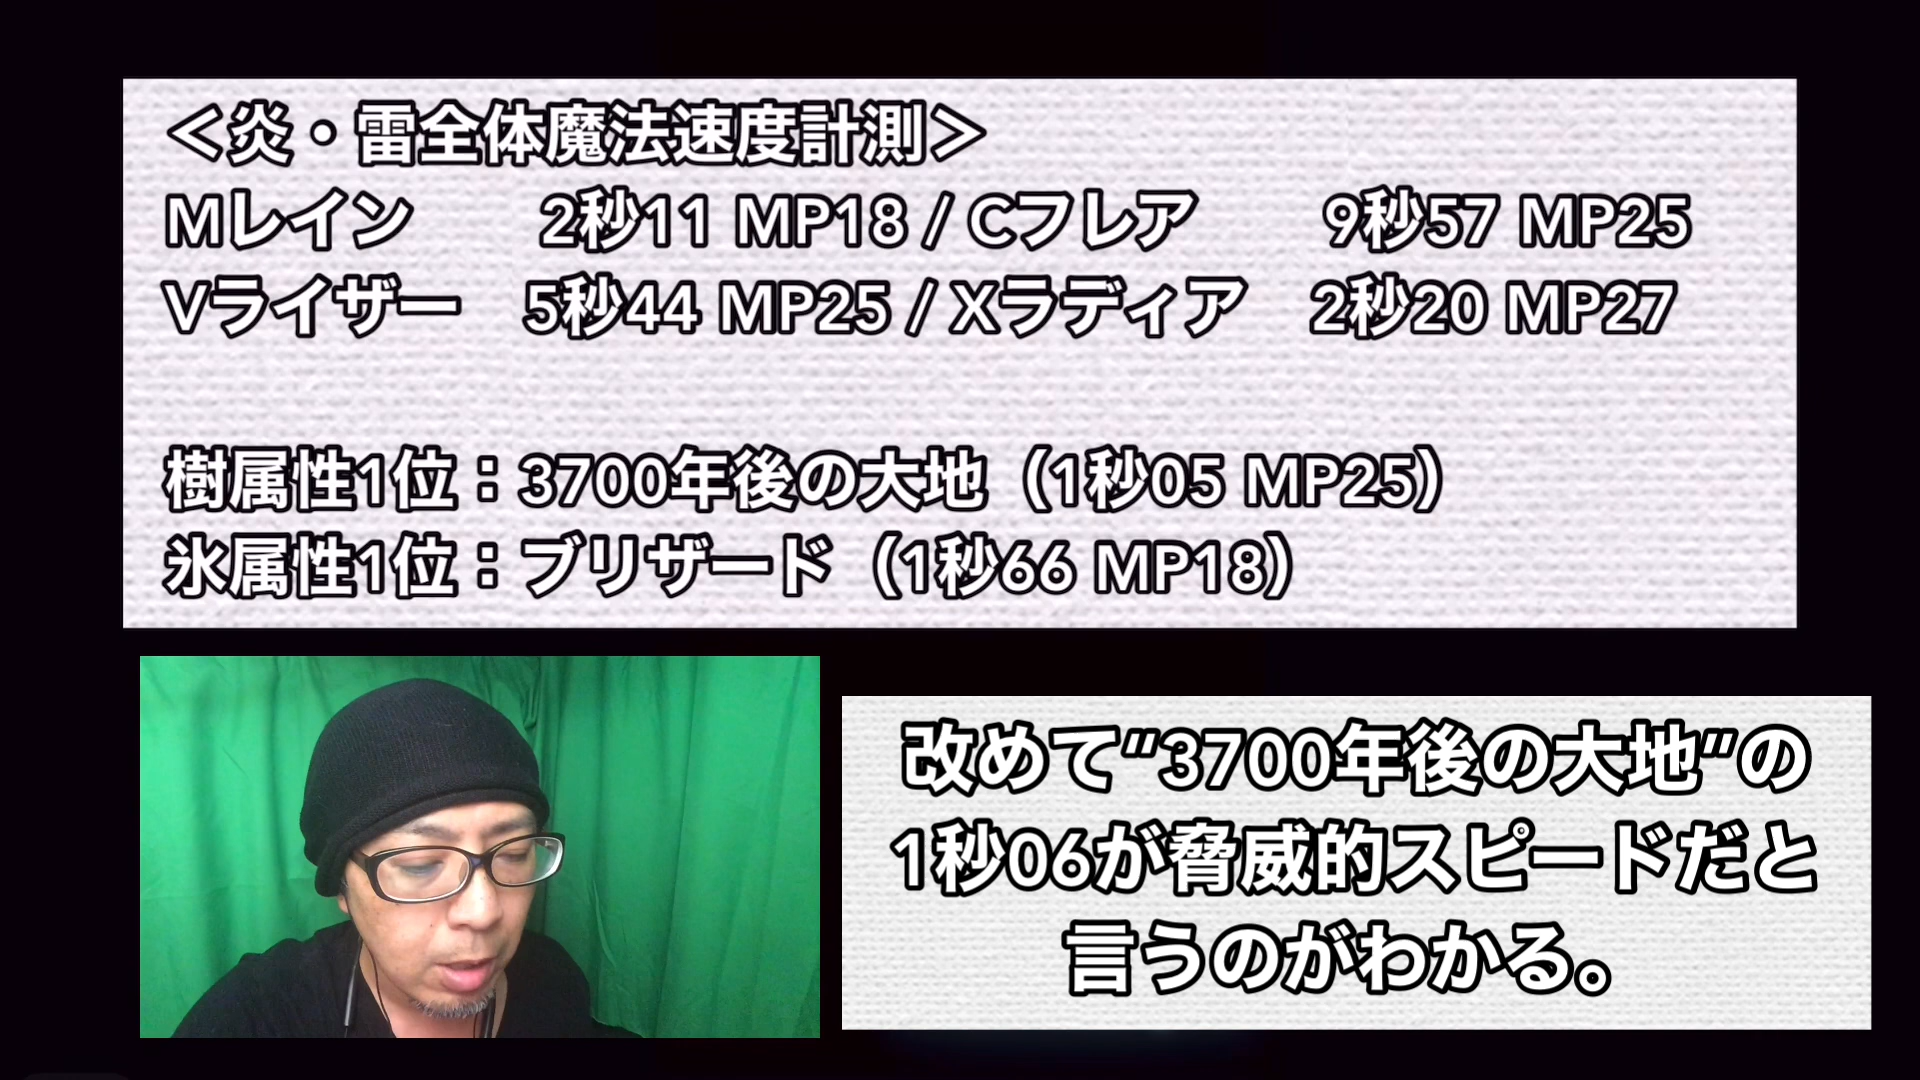 ＜炎・雷全体魔法速度計測＞
Mレイン　2秒11 MP18 / Cフレア　9秒57 MP25
Vライザー　5秒44 MP25 / Xラディア　2秒20 MP27
樹属性1位：3700年後の大地（1秒05 MP25）
氷属性1位：ブリザード（1秒66 MP18）
改めて“3700年後の大地”の
1秒06が脅威的スピードだと
言うのがわかる。